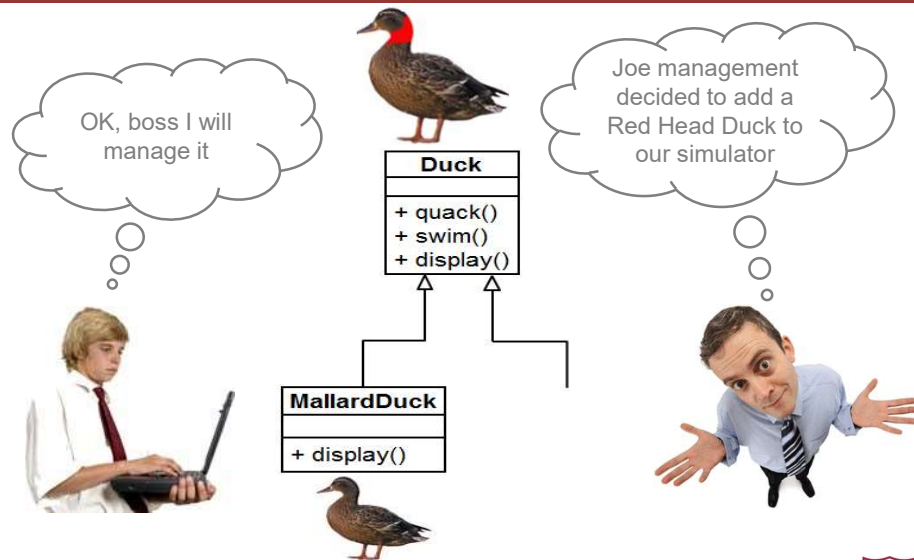 OK, boss I will
manage it
Joe management
decided to add a
Red Head Duck to
our simulator
Duck
+ quack()
+ swim()
+ display()
MallardDuck
+ display()